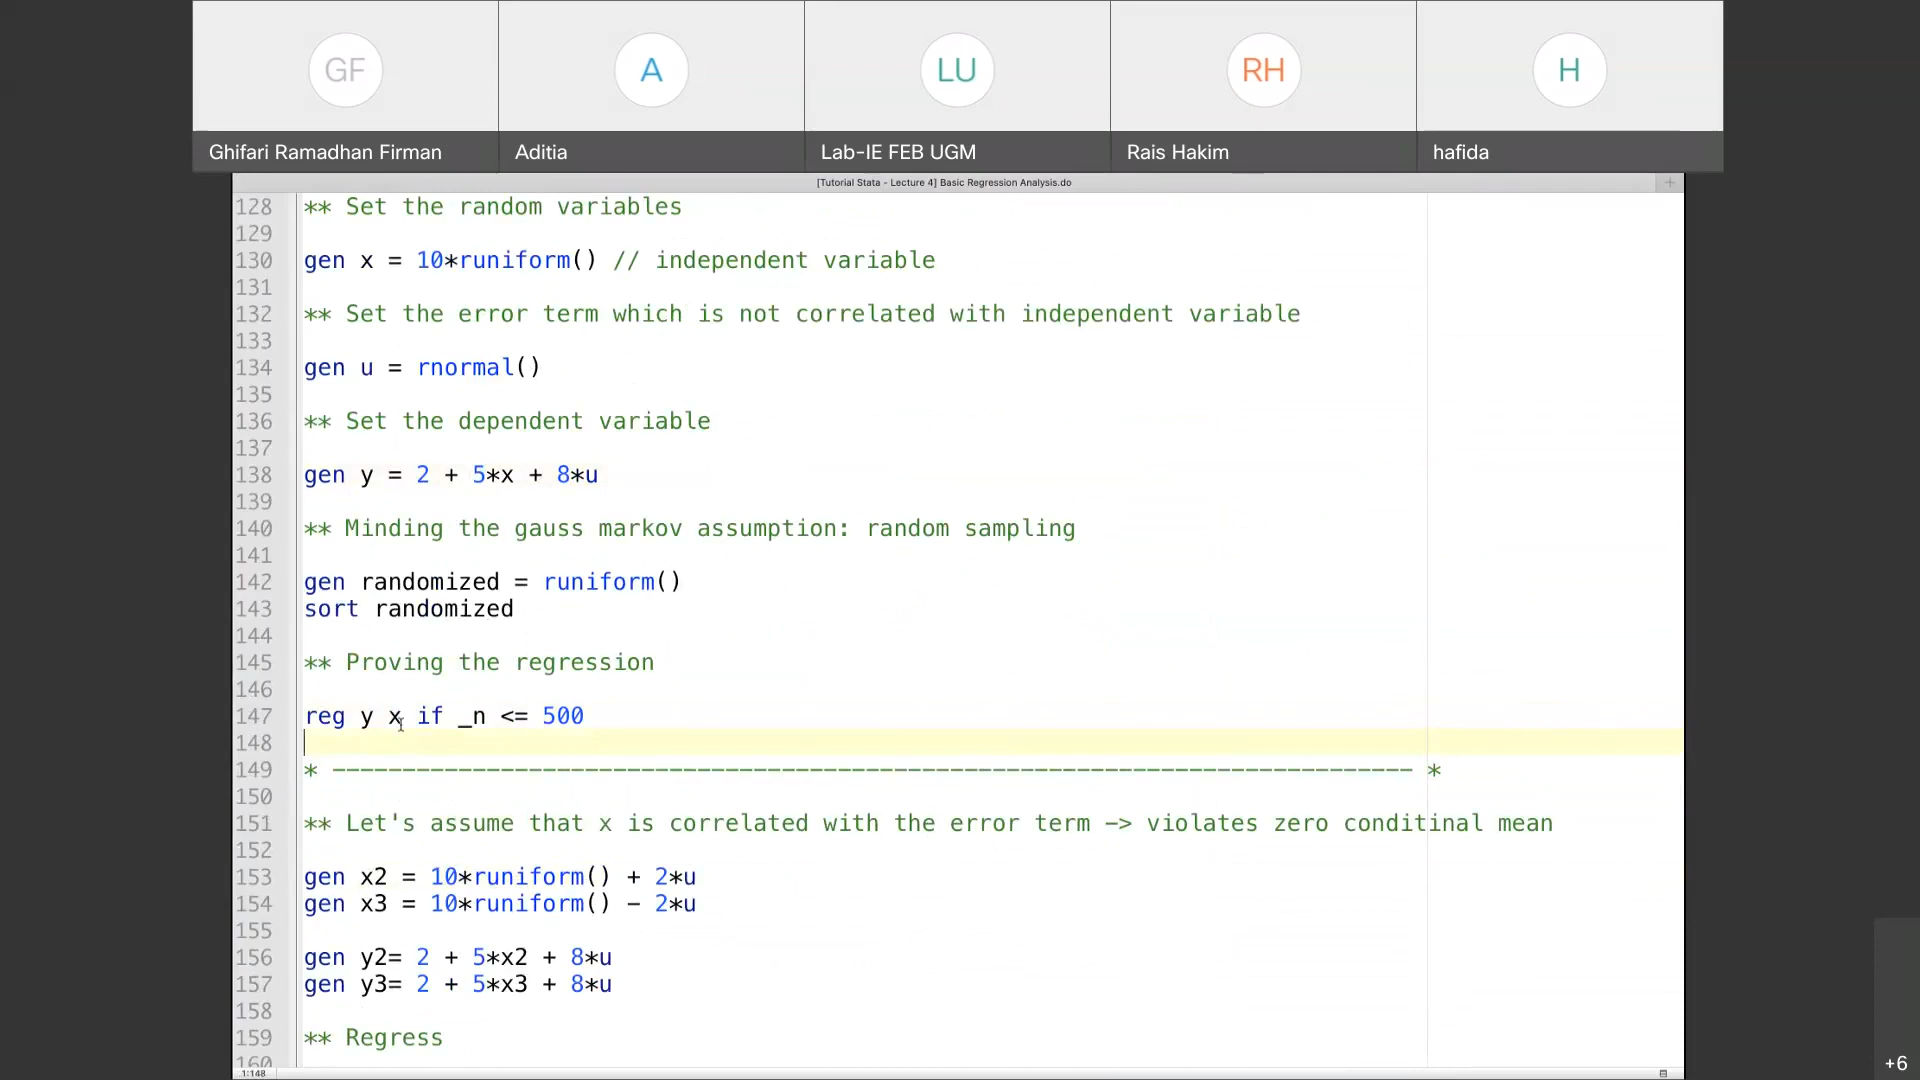 GF
A
LU
RH
H
Ghifari Ramadhan Firman
Aditia
Lab-IE FEB UGM
Rais Hakim
hafida
[Tutorial Stata - Lecture 4] Basic Regression Analysis.do
+
128 ** Set the random variables
129
130 gen x = 10*runiform() // independent variable
131
132 ** Set the error term which is not correlated with independent variable
133
134 gen u = rnormal()
135
136 ** Set the dependent variable
137
138 gen y = 2 + 5*x + 8*u
139
140 ** Minding the gauss markov assumption: random sampling
141
142 gen randomized = runiform()
143 sort randomized
144
145 ** Proving the regression
146
147 reg y x if _n <= 500
148
149 * ----------------------------------------------------------------------------- *
150
151 ** Let's assume that x is correlated with the error term -> violates zero conditinal mean
152
153 gen x2 = 10*runiform() + 2*u
154 gen x3 = 10*runiform() - 2*u
155
156 gen y2= 2 + 5*x2 + 8*u
157 gen y3= 2 + 5*x3 + 8*u
158
159 ** Regress
160
1:148
+6